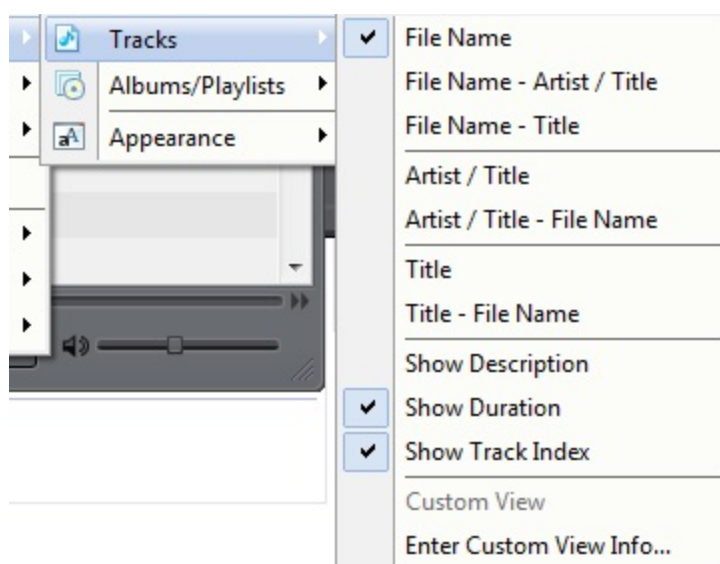 Tracks
Albums/Playlists
aA Appearance
File Name
File Name - Artist / Title
File Name - Title
Artist / Title
Artist / Title - File Name
Title
Title - File Name
Show Description
Show Duration
Show Track Index
Custom View
Enter Custom View Info...